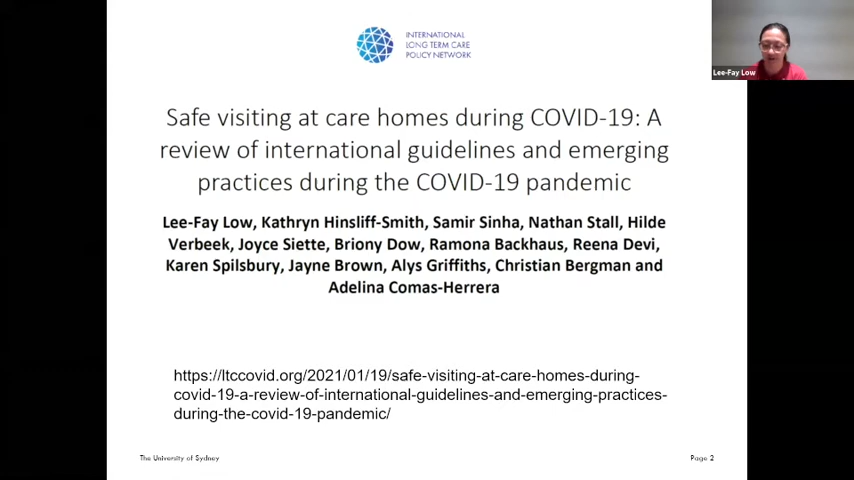 INTERNATIONAL
LONG TERM CARE
POLICY NETWORK
Lee-Fay Low
Safe visiting at care homes during COVID-19: A
review of international guidelines and emerging
practices during the COVID-19 pandemic
Lee-Fay Low, Kathryn Hinsliff-Smith, Samir Sinha, Nathan Stall, Hilde
Verbeek, Joyce Siette, Briony Dow, Ramona Backhaus, Reena Devi,
Karen Spilsbury, Jayne Brown, Alys Griffiths, Christian Bergman and
Adelina Comas-Herrera
https://ltccovid.org/2021/01/19/safe-visiting-at-care-homes-during-
covid-19-a-review-of-international-guidelines-and-emerging-practices-
during-the-covid-19-pandemic/
The University of Sydney
Page 2